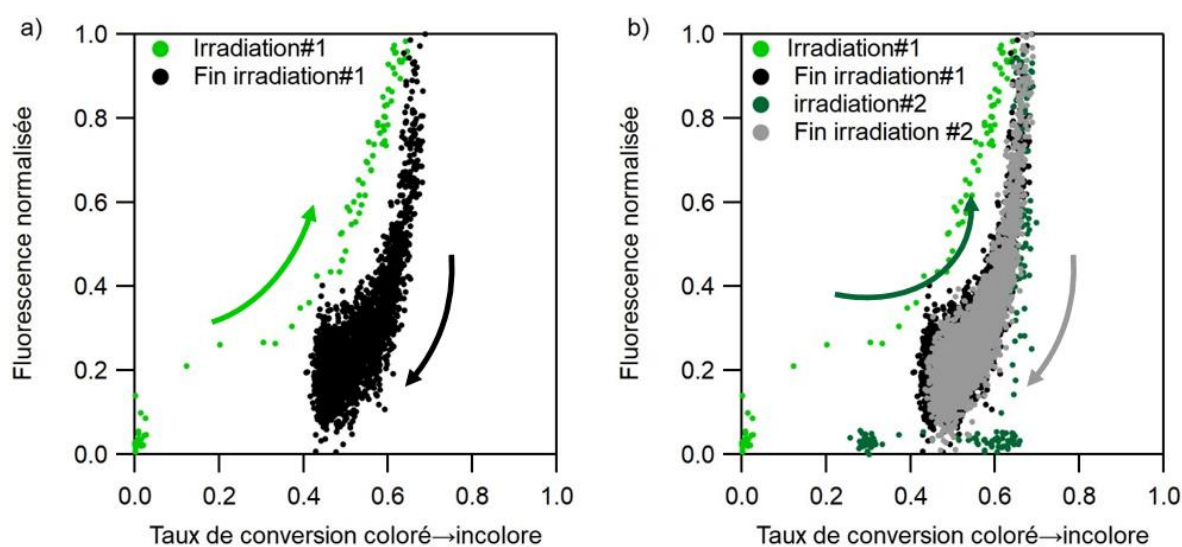 a)
Irradiation#1
Fin irradiation#1
Fluorescence normalisée
1.0
0.8
0.6
0.4
0.2
0.0
0.0 0.2 0.4 0.6 0.8 1.0
Taux de conversion coloré→incolore
b)
Irradiation#1
Fin irradiation#1
irradiation#2
Fin irradiation #2
Fluorescence normalisée
1.0
0.8
0.6
0.4
0.2
0.0
0.0 0.2 0.4 0.6 0.8 1.0
Taux de conversion coloré→incolore